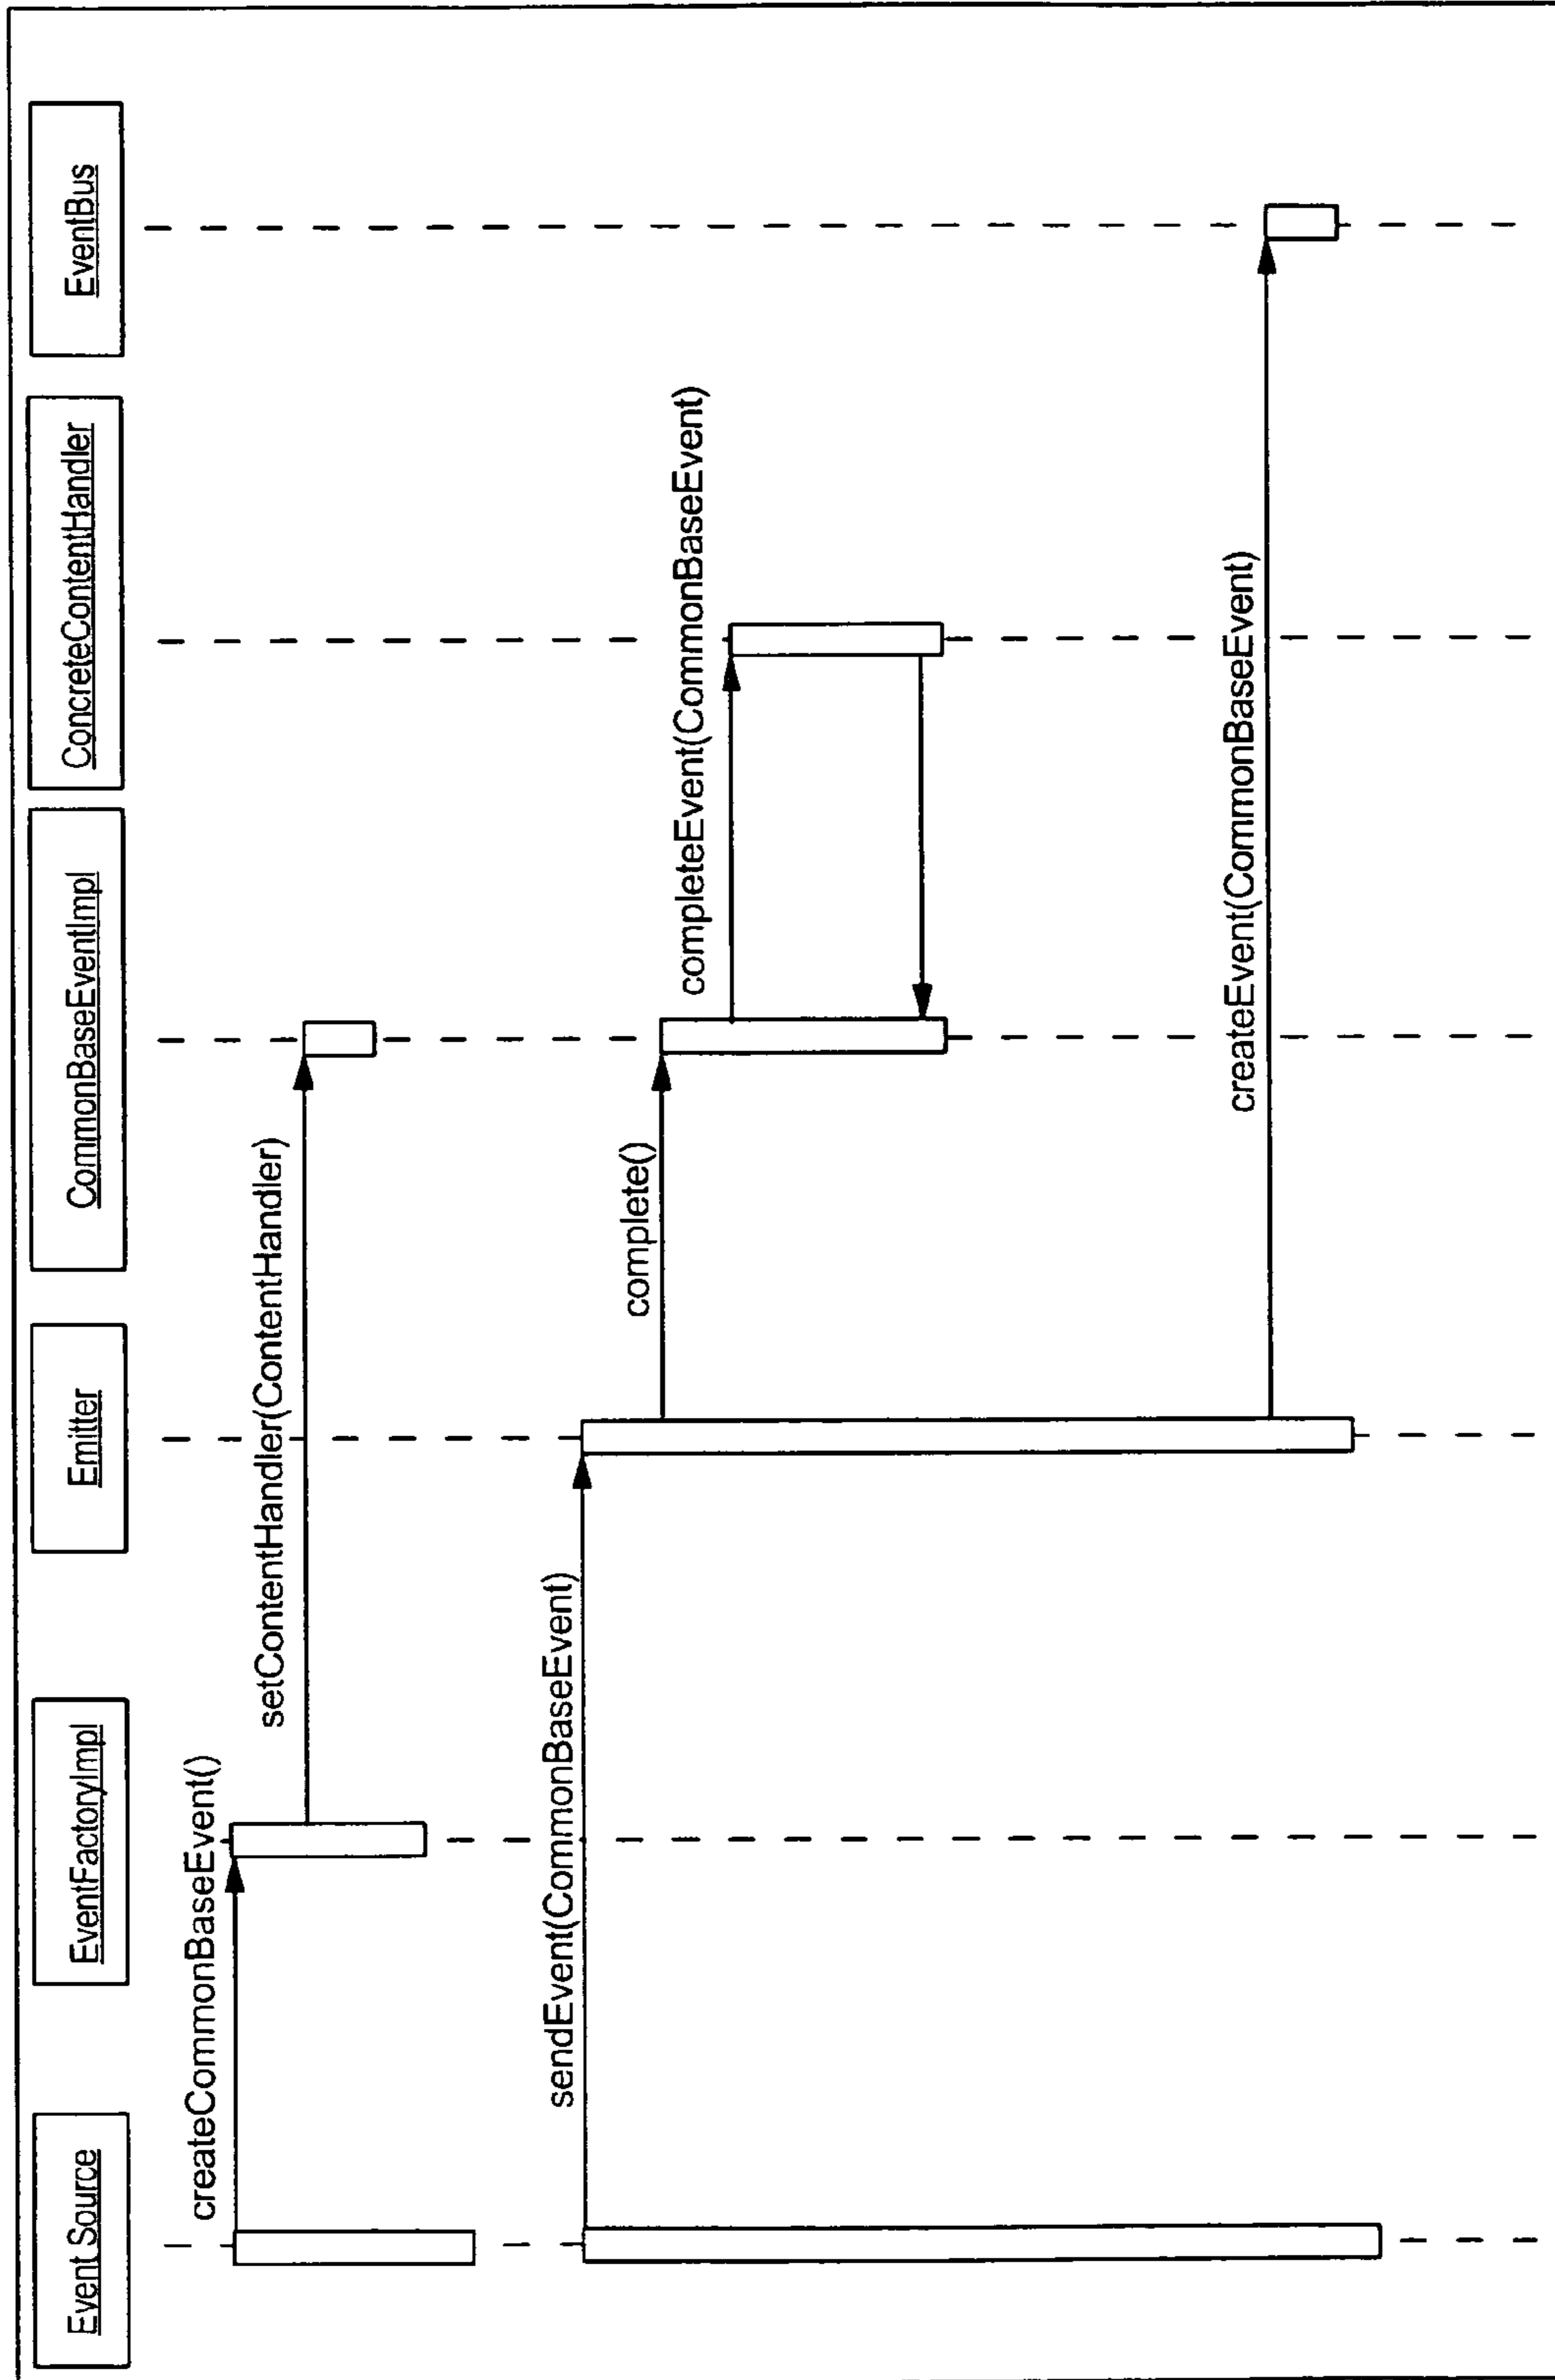 Event Source
EventFactoryImpl
Emitter
CommonBaseEventImpl
ConcreteContentHandler
EventBus
createCommonBaseEvent()
setContentHandler(ContentHandler)
sendEvent(CommonBaseEvent)
complete()
completeEvent(CommonBaseEvent)
createEvent(CommonBaseEvent)